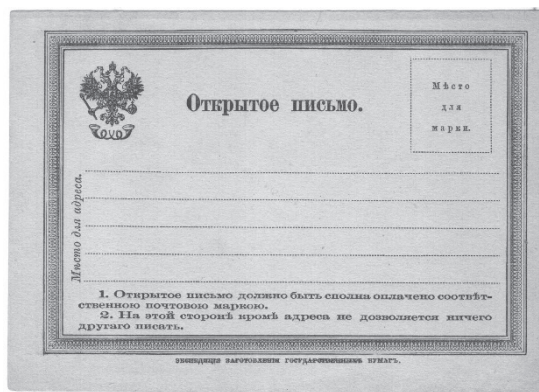 Открытое письмо.
Мѣсто
для
марки.
Мѣсто для адреса.
1. Открытое письмо должно быть сполна оплачено соотвѣт-
ственною почтовою маркою.
2. На этой сторонѣ кромѣ адреса не дозволяется ничего
другаго писать.
ЭКСПЕДИЦІЯ ЗАГОТОВЛЕНІЯ ГОСУДАРСТВЕННЫХЪ БУМАГЪ.